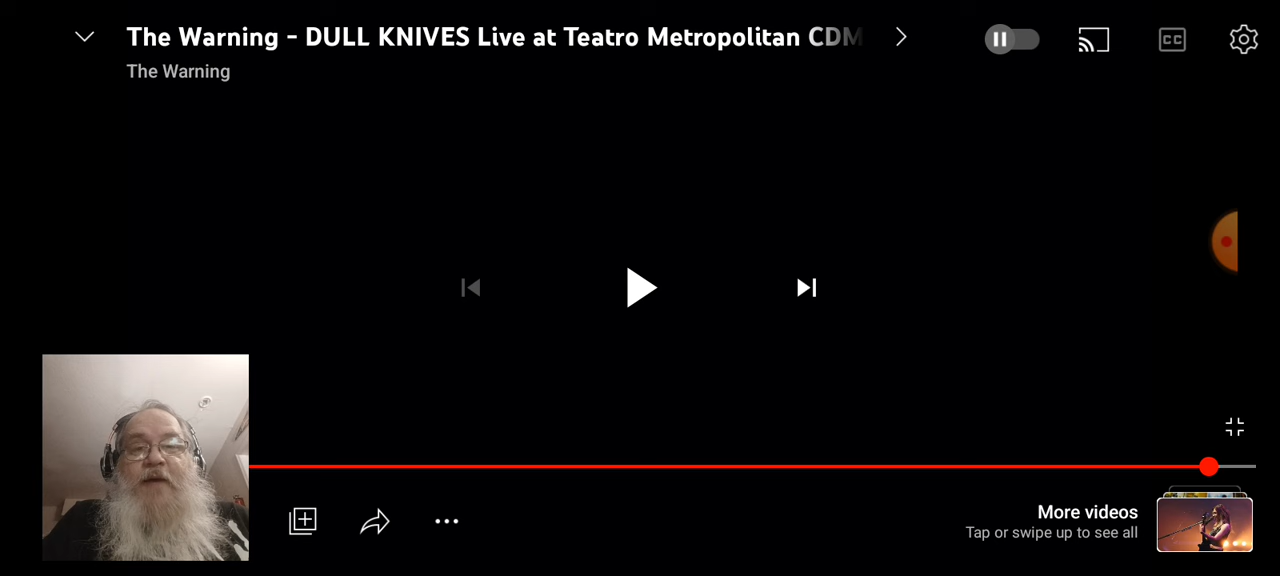 The Warning - DULL KNIVES Live at Teatro Metropolitan CDM
The Warning
CC
More videos
Tap or swipe up to see all